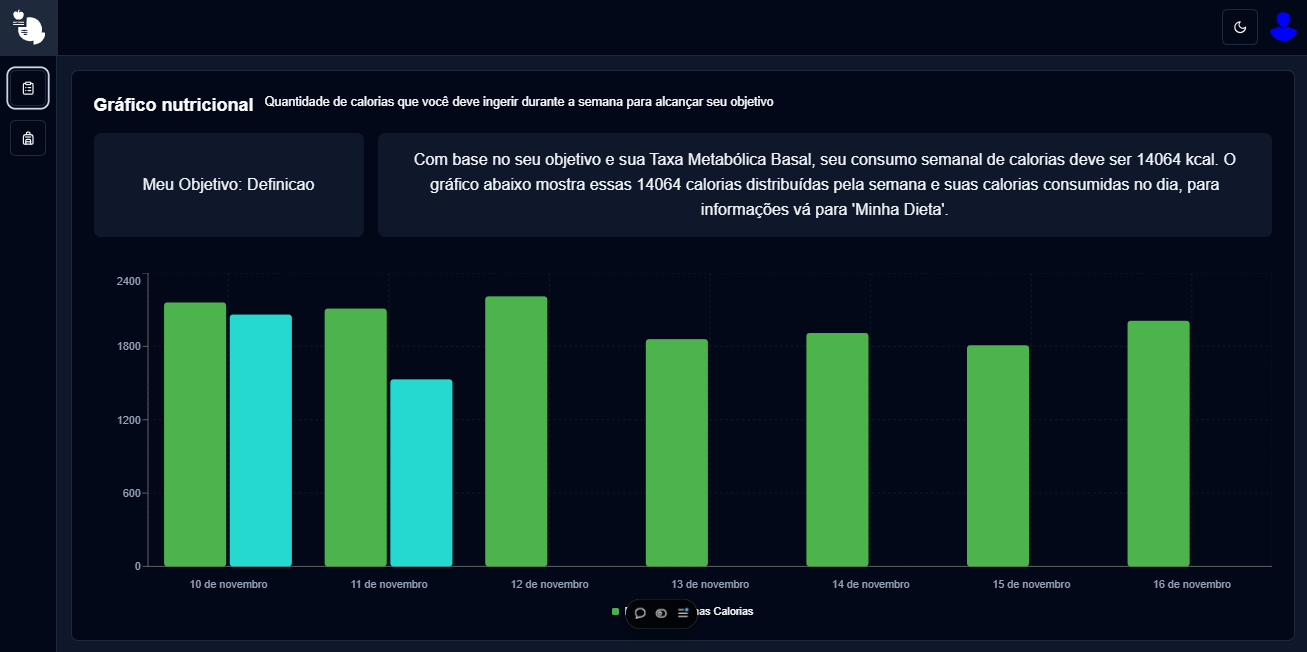 Gráfico nutricional Quantidade de calorias que você deve ingerir durante a semana para alcançar seu objetivo
Meu Objetivo: Definicao
Com base no seu objetivo e sua Taxa Metabólica Basal, seu consumo semanal de calorias deve ser 14064 kcal. O
gráfico abaixo mostra essas 14064 calorias distribuídas pela semana e suas calorias consumidas no dia, para
informações vá para 'Minha Dieta'.
2400
1800
1200
600
0
10 de novembro 11 de novembro 12 de novembro 13 de novembro 14 de novembro 15 de novembro 16 de novembro
Calorias